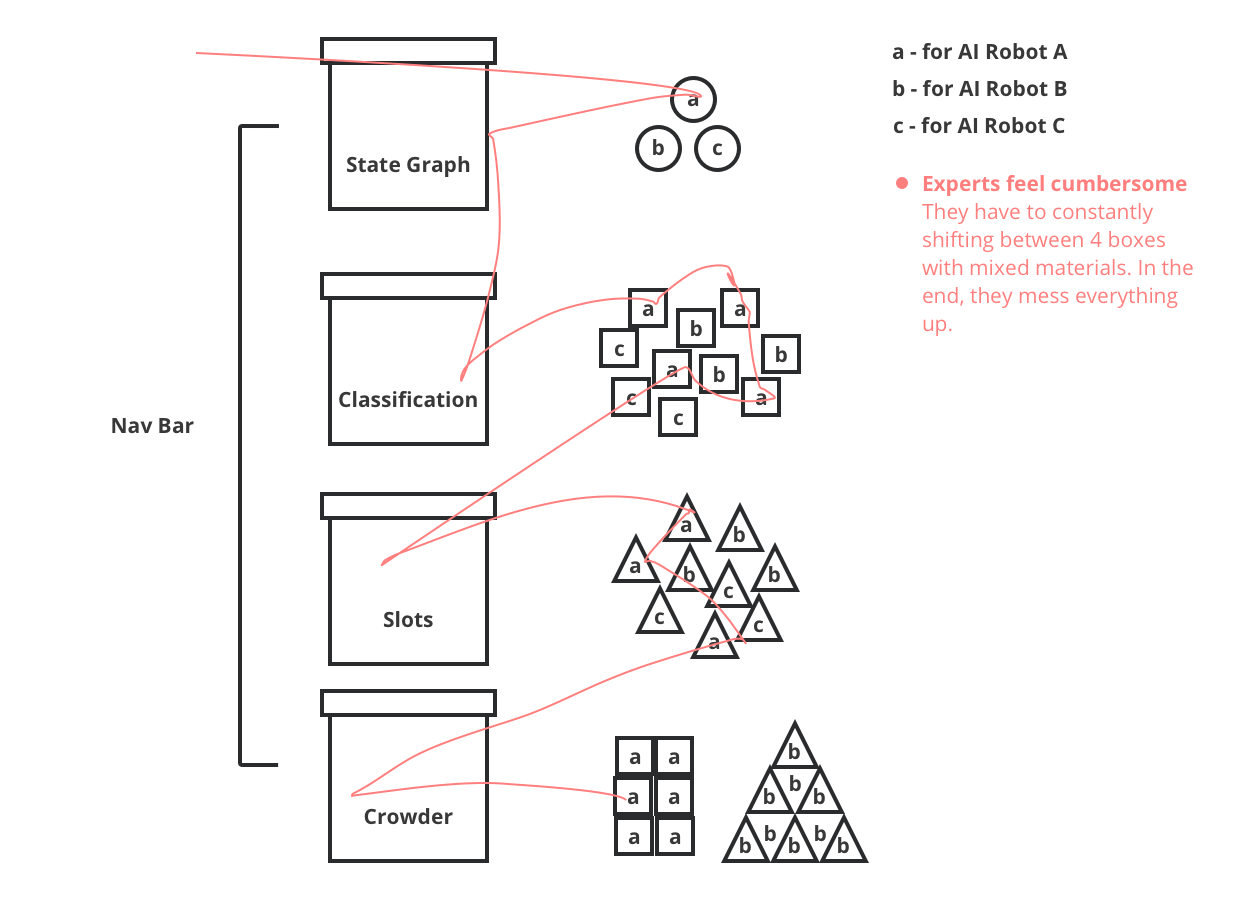 a - for AI Robot A
b - for AI Robot B
c - for AI Robot C
Experts feel cumbersome
They have to constantly
shifting between 4 boxes
with mixed materials. In the
end, they mess everything
up.
Nav Bar
State Graph
a
b c
Classification
a a
b
c b
a b
c a
c
Slots
a b
a b b
c
c c
a
Crowder
a a
a a
a a
b
b b b
b b b b b